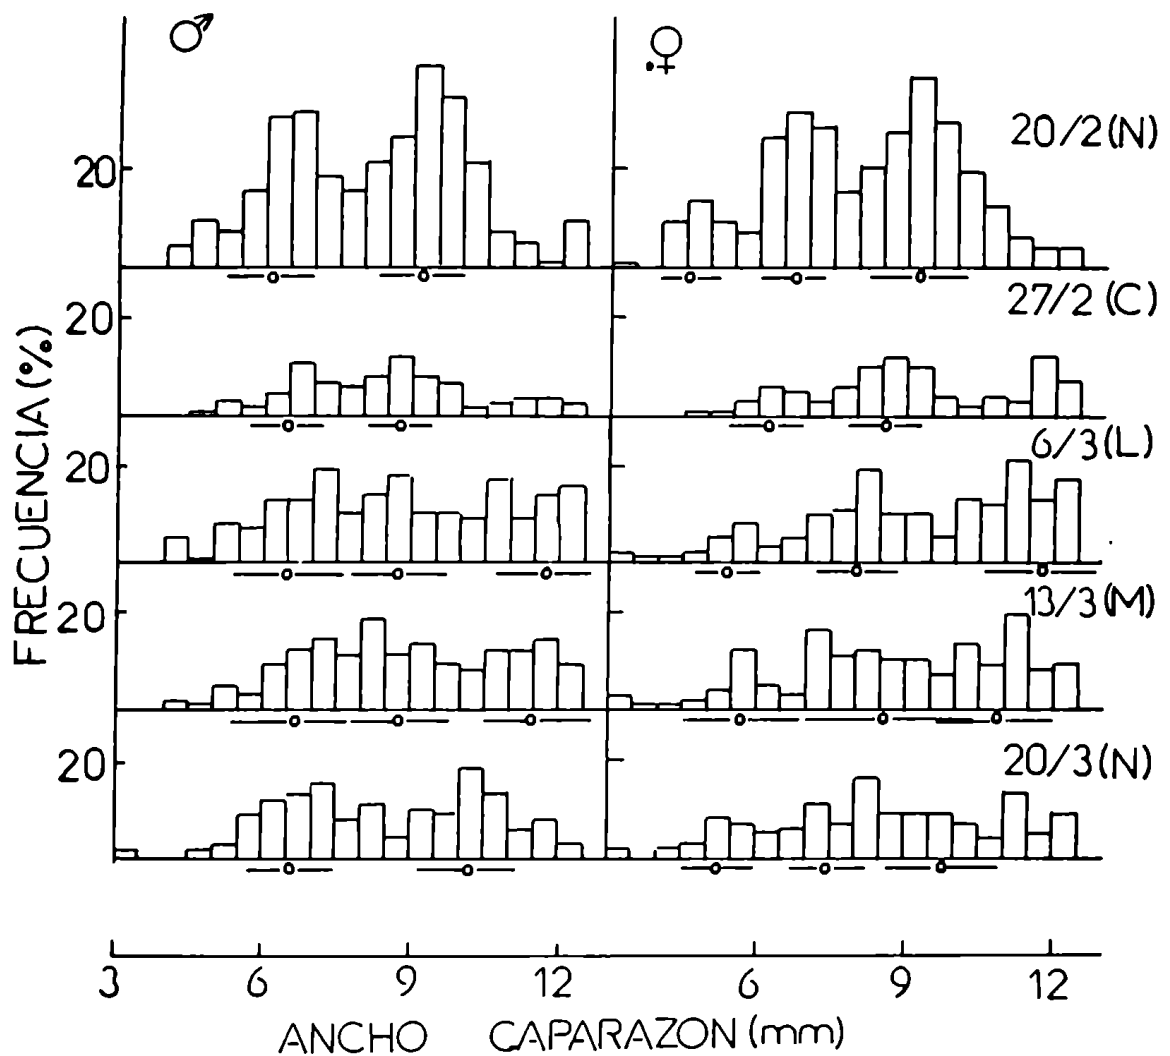 ♂ ♀
20/2(N)
20
27/2(C)
20
6/3(L)
20
13/3(M)
20
20/3(N)
20
FRECUENCIA (%)
3 6 9 12 6 9 12
ANCHO CAPARAZON (mm)